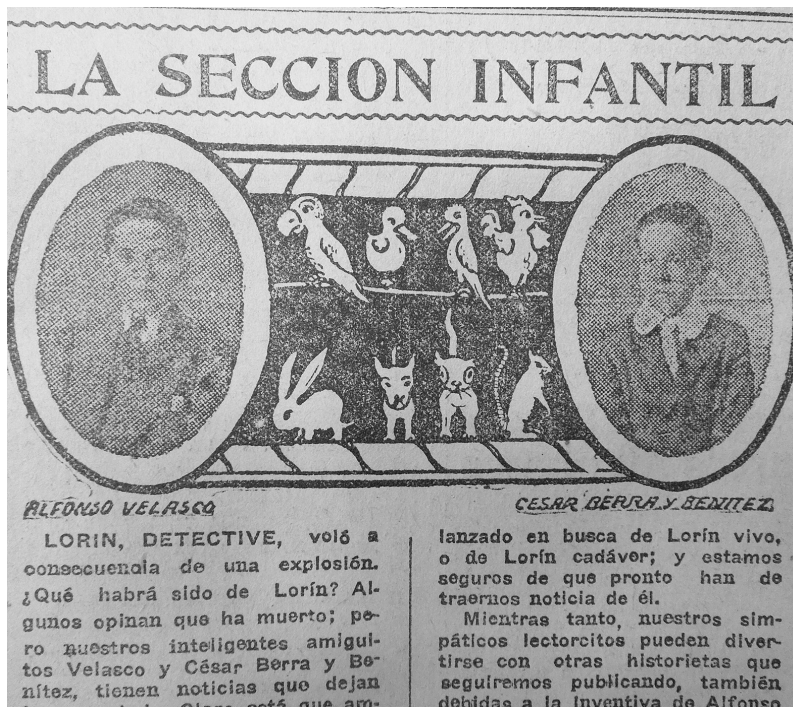 LA SECCION INFANTIL
ALFONSO VELASCO
CESAR BERRA y BENITEZ
LORIN, DETECTIVE, voló a
consecuencia de una explosión.
¿Qué habrá sido de Lorín? Al-
gunos opinan que ha muerto; pe-
ro nuestros inteligentes amigui-
tos Velasco y César Berra y Be-
nítez, tienen noticias que dejan
está que am-
lanzado en busca de Lorín vivo,
o de Lorín cadáver; y estamos
seguros de que pronto han de
traernos noticia de él.
Mientras tanto, nuestros sim-
páticos lectorcitos pueden diver-
tirse con otras historietas que
seguiremos publicando, también
debidas a la inventiva de Alfonso